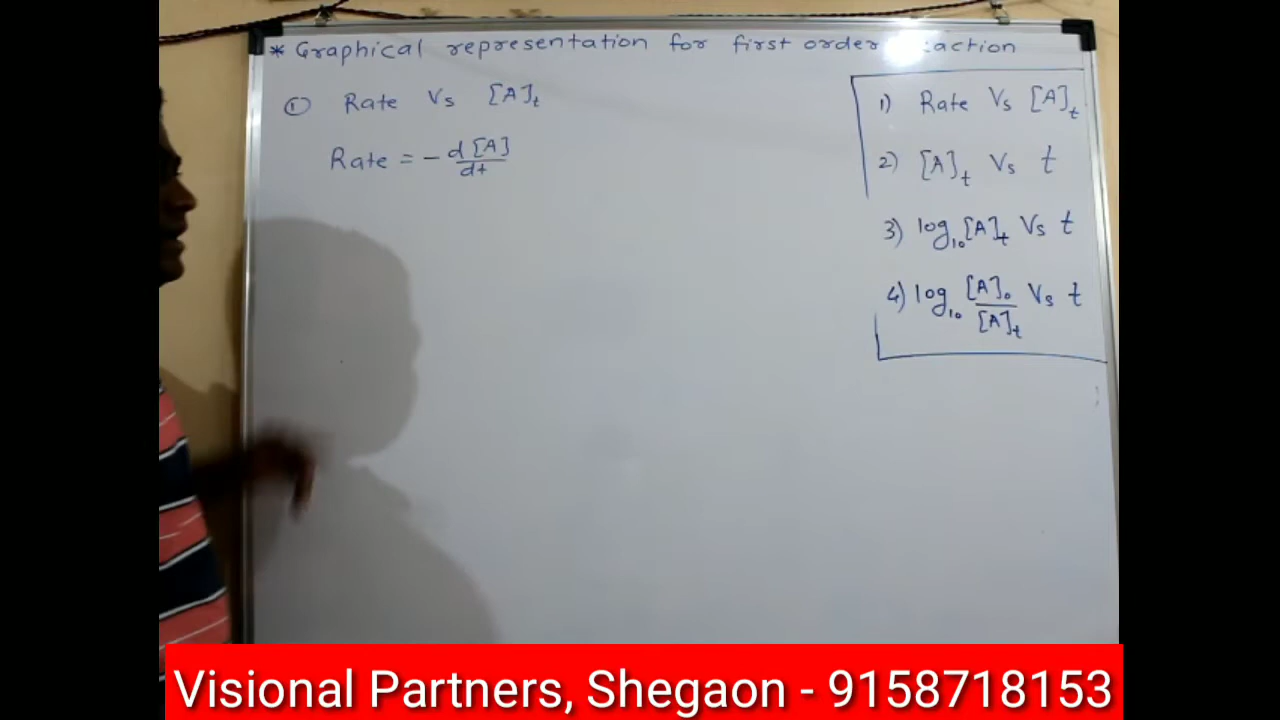 * Graphical representation for first order action
① Rate Vs [A]t
Rate = - d[A]/dt
1) Rate Vs [A]t
2) [A]t Vs t
3) log10 [A]t Vs t
4) log10 [A]0/[A]t Vs t
Visional Partners, Shegaon - 9158718153